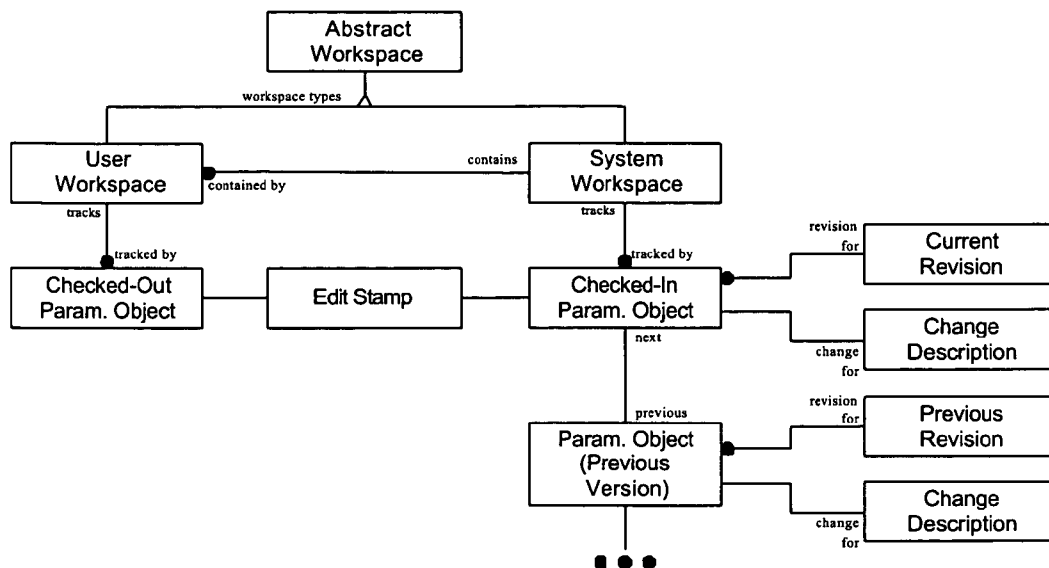 Abstract
Workspace
workspace types
User
Workspace
contains
contained by
System
Workspace
tracks
tracks
tracked by
tracked by
Checked-Out
Param. Object
Edit Stamp
Checked-In
Param. Object
revision
for
Current
Revision
next
change
for
Change
Description
previous
Param. Object
(Previous
Version)
revision
for
Previous
Revision
change
for
Change
Description